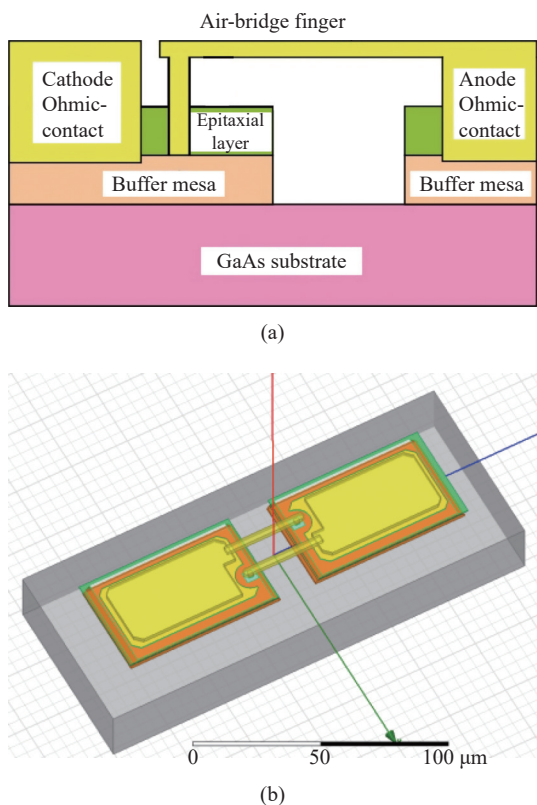 Air-bridge finger
Cathode
Ohmic-
contact
Anode
Ohmic-
contact
Epitaxial
layer
Buffer mesa
Buffer mesa
GaAs substrate
(a)
0
50
100 μm
(b)